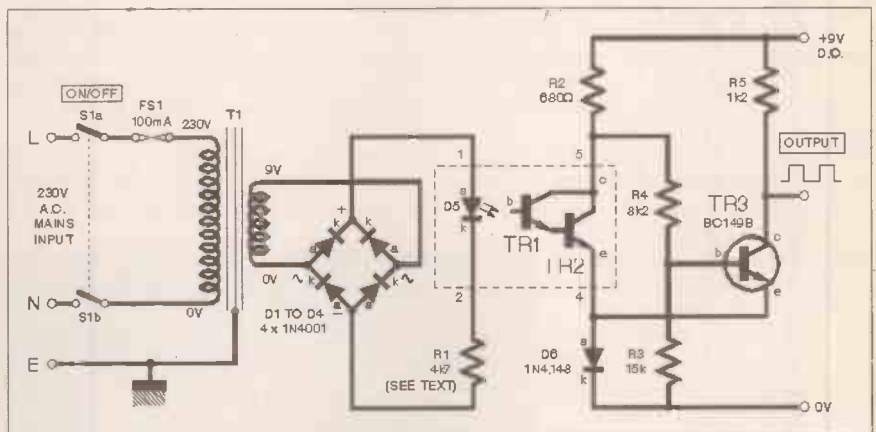 ON/OFF
S1a
FS1
100mA
230V
T1
L
230V
A.C.
MAINS
INPUT
N
S1b
0V
E
9V
0V
+
k
k
a
a
k
k
a
a
–
D1 TO D4
4 x 1N4001
1
a
D5
k
2
R1
4k7
(SEE TEXT)
b
TR1
TR2
5
c
e
4
R2
680Ω
R4
8k2
D6
1N4148
a
k
R3
15k
TR3
BC149B
b
c
e
R5
1k2
+9V
D.C.
OUTPUT
0V